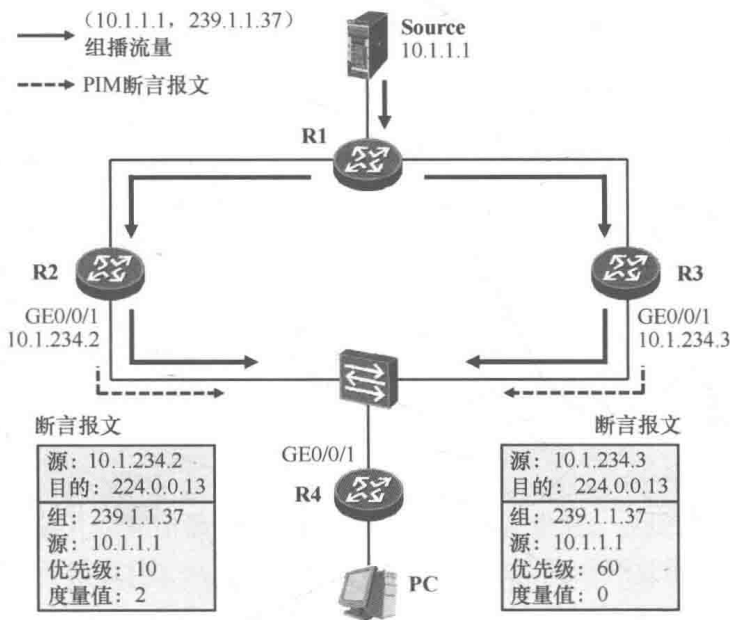 （10.1.1.1，239.1.1.37）
组播流量
PIM断言报文
Source
10.1.1.1
R1
R2
R3
GE0/0/1
10.1.234.2
GE0/0/1
10.1.234.3
断言报文
源：10.1.234.2
目的：224.0.0.13
组：239.1.1.37
源：10.1.1.1
优先级：10
度量值：2
GE0/0/1
R4
PC
断言报文
源：10.1.234.3
目的：224.0.0.13
组：239.1.1.37
源：10.1.1.1
优先级：60
度量值：0